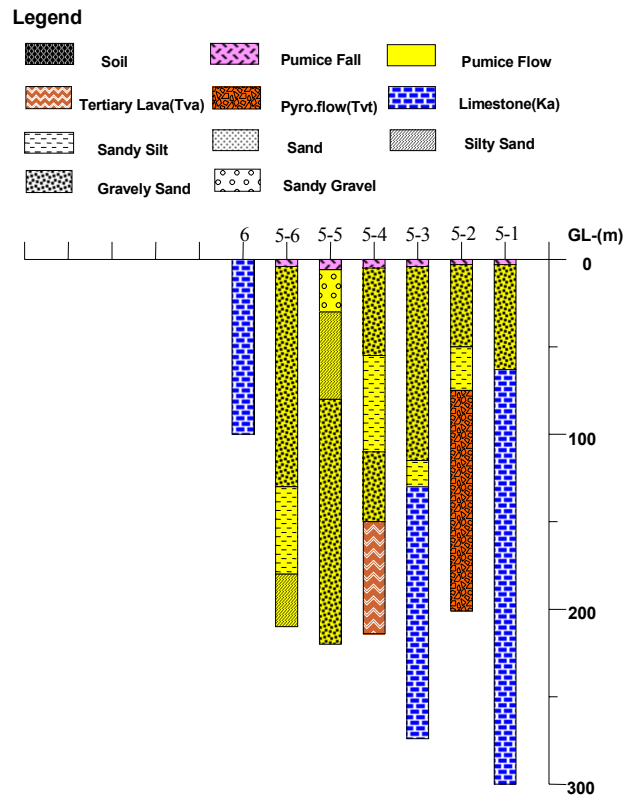 Legend
Soil
Pumice Fall
Pumice Flow
Tertiary Lava(Tva)
Pyro.flow(Tvt)
Limestone(Ka)
Sandy Silt
Sand
Silty Sand
Gravely Sand
Sandy Gravel
6 5-6 5-5 5-4 5-3 5-2 5-1 GL-(m)
0
100
200
300